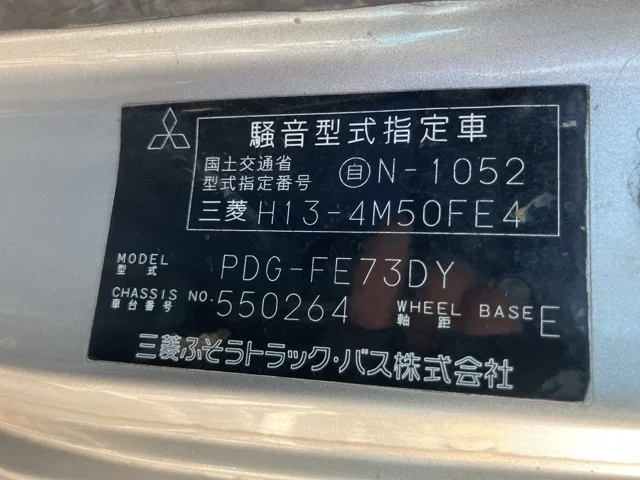 騒音型式指定車
国土交通省
型式指定番号 自N-1052
三菱 H13-4M50FE4
MODEL
型式 PDG-FE73DY
CHASSIS NO.
車台番号 550264 WHEEL BASE
軸距 E
三菱ふそうトラック・バス株式会社